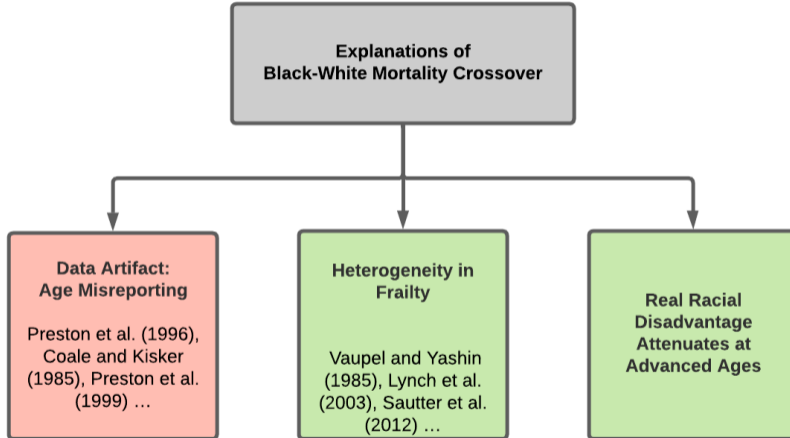 Explanations of
Black-White Mortality Crossover
Data Artifact:
Age Misreporting
Preston et al. (1996),
Coale and Kisker
(1985), Preston et al.
(1999) ...
Heterogeneity in
Frailty
Vaupel and Yashin
(1985), Lynch et al.
(2003), Sautter et al.
(2012) ...
Real Racial
Disadvantage
Attenuates at
Advanced Ages